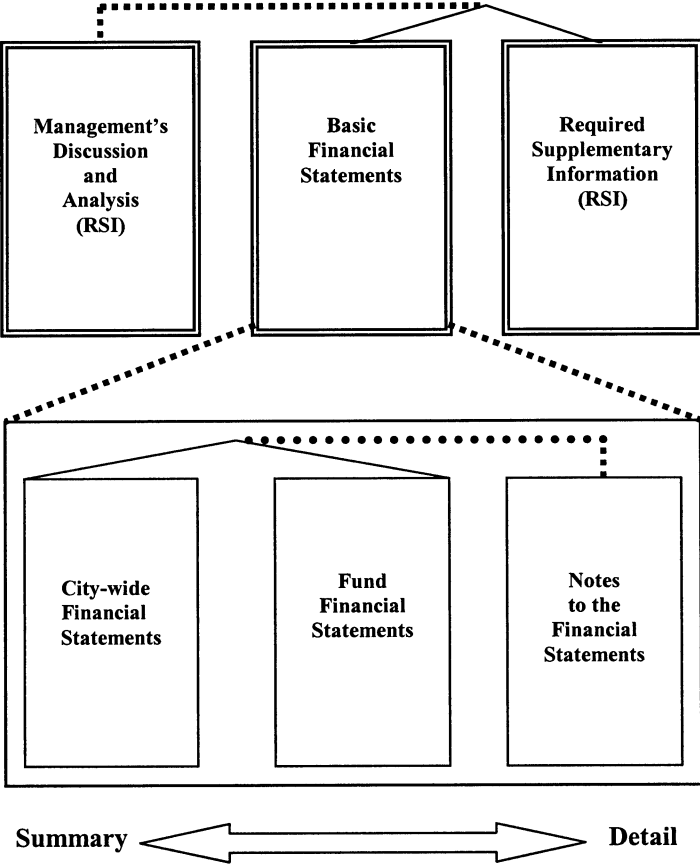 Management's
Discussion
and
Analysis
(RSI)
Basic
Financial
Statements
Required
Supplementary
Information
(RSI)
City-wide
Financial
Statements
Fund
Financial
Statements
Notes
to the
Financial
Statements
Summary
Detail